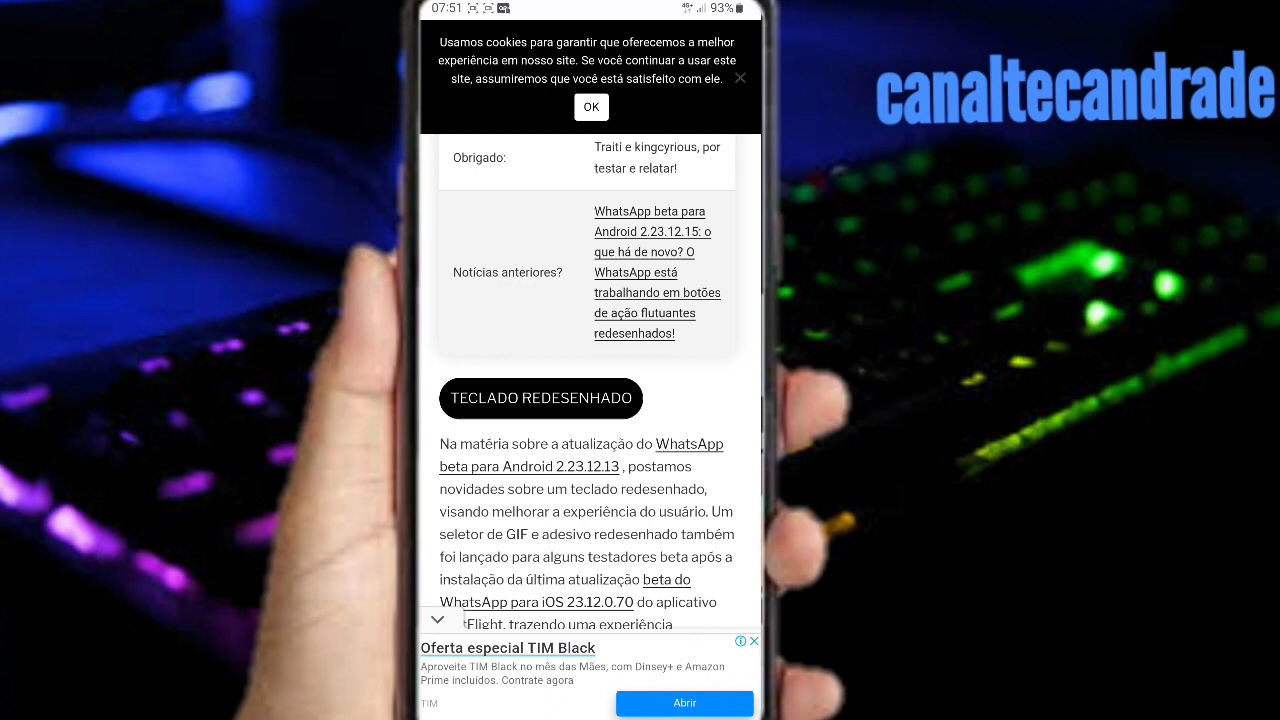 07:51
4G+ 93%
canaltecandrade
Usamos cookies para garantir que oferecemos a melhor
experiência em nosso site. Se você continuar a usar este
site, assumiremos que você está satisfeito com ele.
OK
Obrigado:
Traiti e kingcyrious, por
testar e relatar!
Notícias anteriores?
WhatsApp beta para
Android 2.23.12.15: o
que há de novo? O
WhatsApp está
trabalhando em botões
de ação flutuantes
redesenhados!
TECLADO REDESENHADO
Na matéria sobre a atualização do WhatsApp
beta para Android 2.23.12.13 , postamos
novidades sobre um teclado redesenhado,
visando melhorar a experiência do usuário. Um
seletor de GIF e adesivo redesenhado também
foi lançado para alguns testadores beta após a
instalação da última atualização beta do
WhatsApp para iOS 23.12.0.70 do aplicativo
tFlight, trazendo uma experiência
Oferta especial TIM Black
Aproveite TIM Black no mês das Mães, com Dinsey+ e Amazon
Prime incluídos. Contrate agora
TIM
Abrir